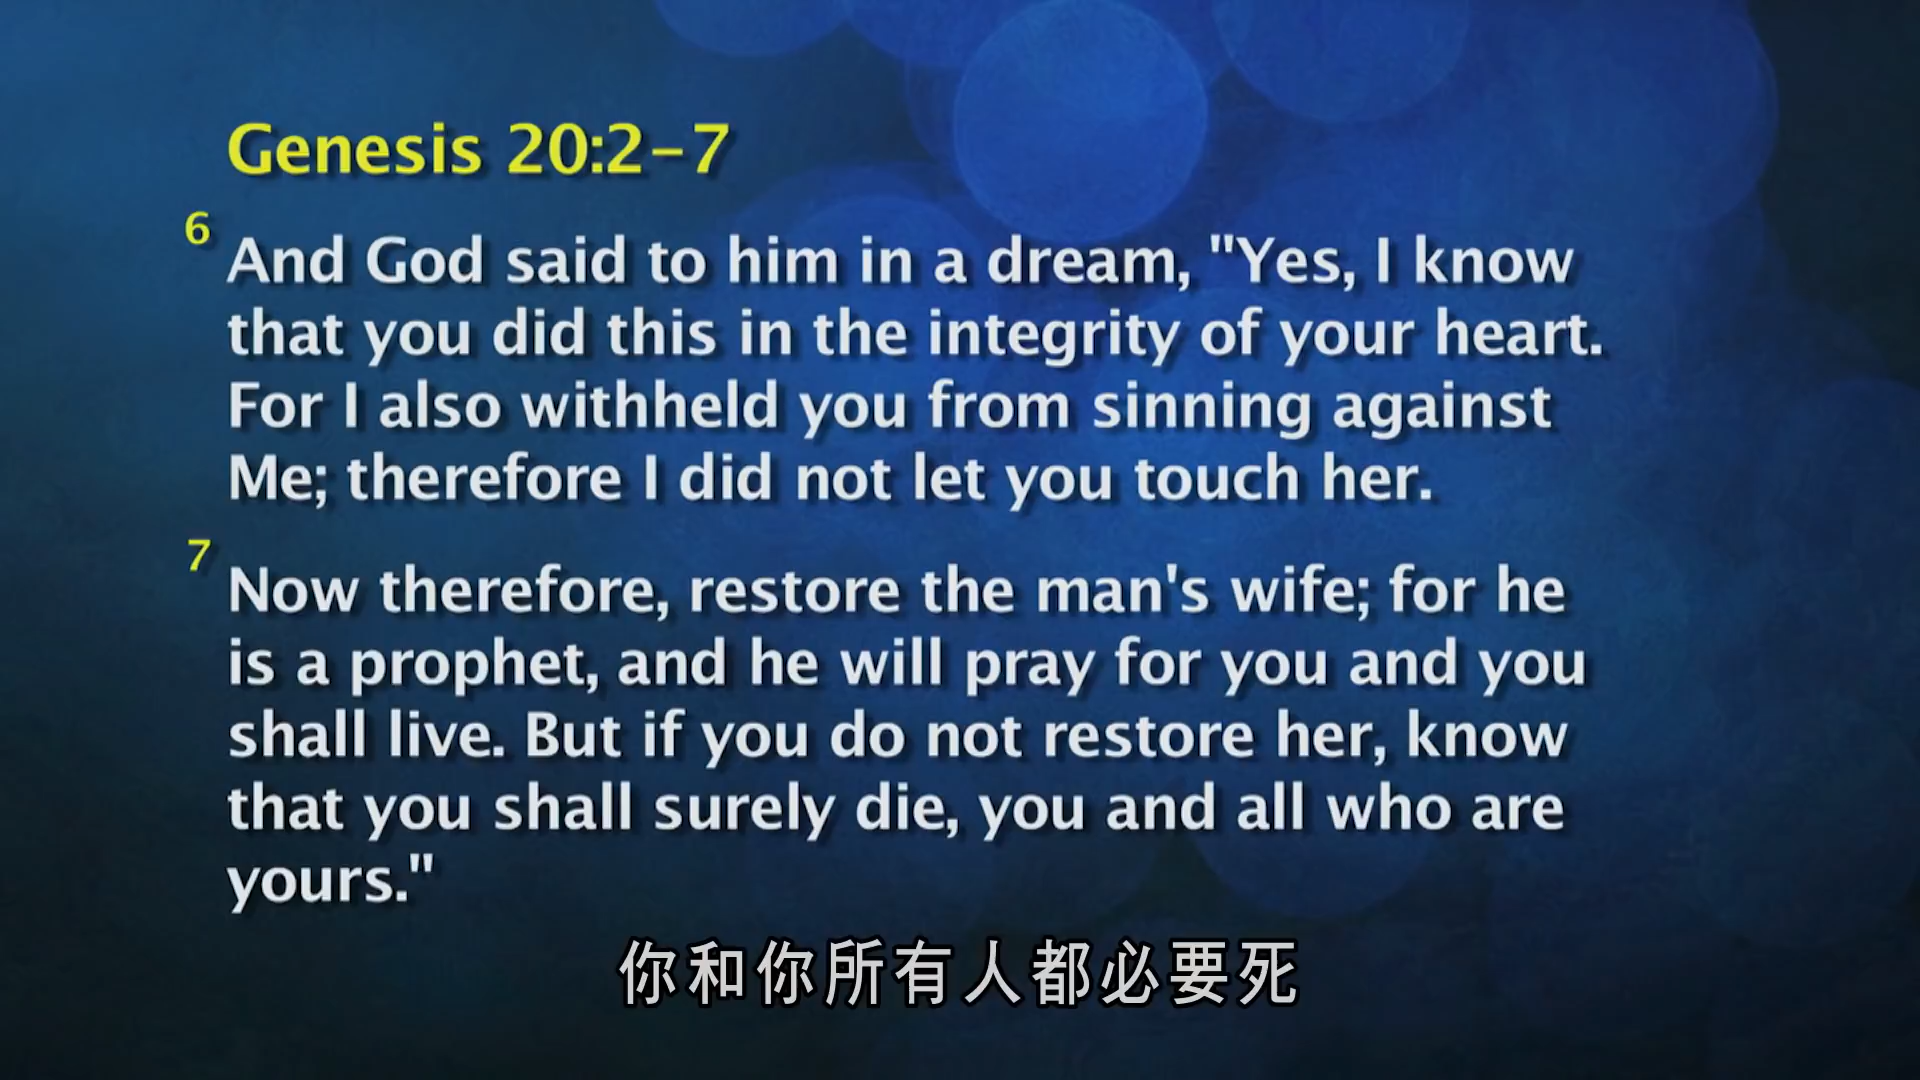 Genesis 20:2-7
6 And God said to him in a dream, "Yes, I know
that you did this in the integrity of your heart.
For I also withheld you from sinning against
Me; therefore I did not let you touch her.
7 Now therefore, restore the man's wife; for he
is a prophet, and he will pray for you and you
shall live. But if you do not restore her, know
that you shall surely die, you and all who are
yours."
你和你所有人都必要死